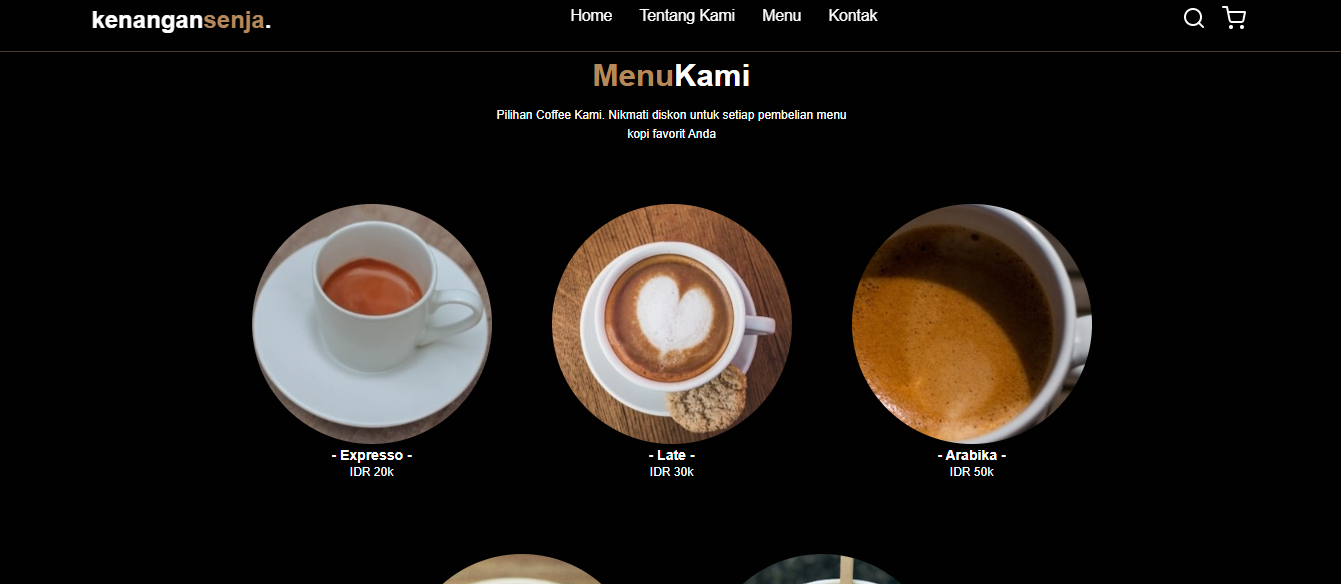 kenangansenja.
Home Tentang Kami Menu Kontak
MenuKami
Pilihan Coffee Kami. Nikmati diskon untuk setiap pembelian menu
kopi favorit Anda
- Expresso -
IDR 20k
- Late -
IDR 30k
- Arabika -
IDR 50k